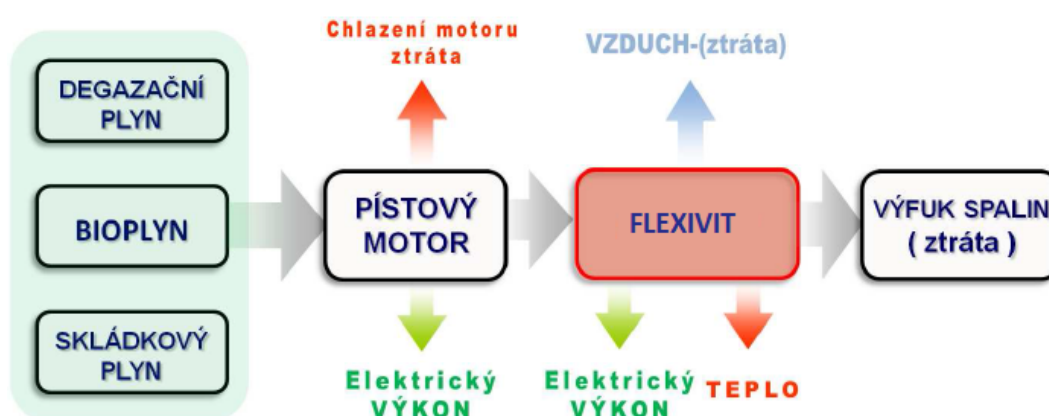 Chlazení motoru
ztráta
VZDUCH-(ztráta)
DEGAZAČNÍ
PLYN
BIOPLYN
SKLÁDKOVÝ
PLYN
PÍSTOVÝ
MOTOR
FLEXIVIT
VÝFUK SPALIN
( ztráta )
Elektrický
VÝKON
Elektrický
VÝKON
TEPLO